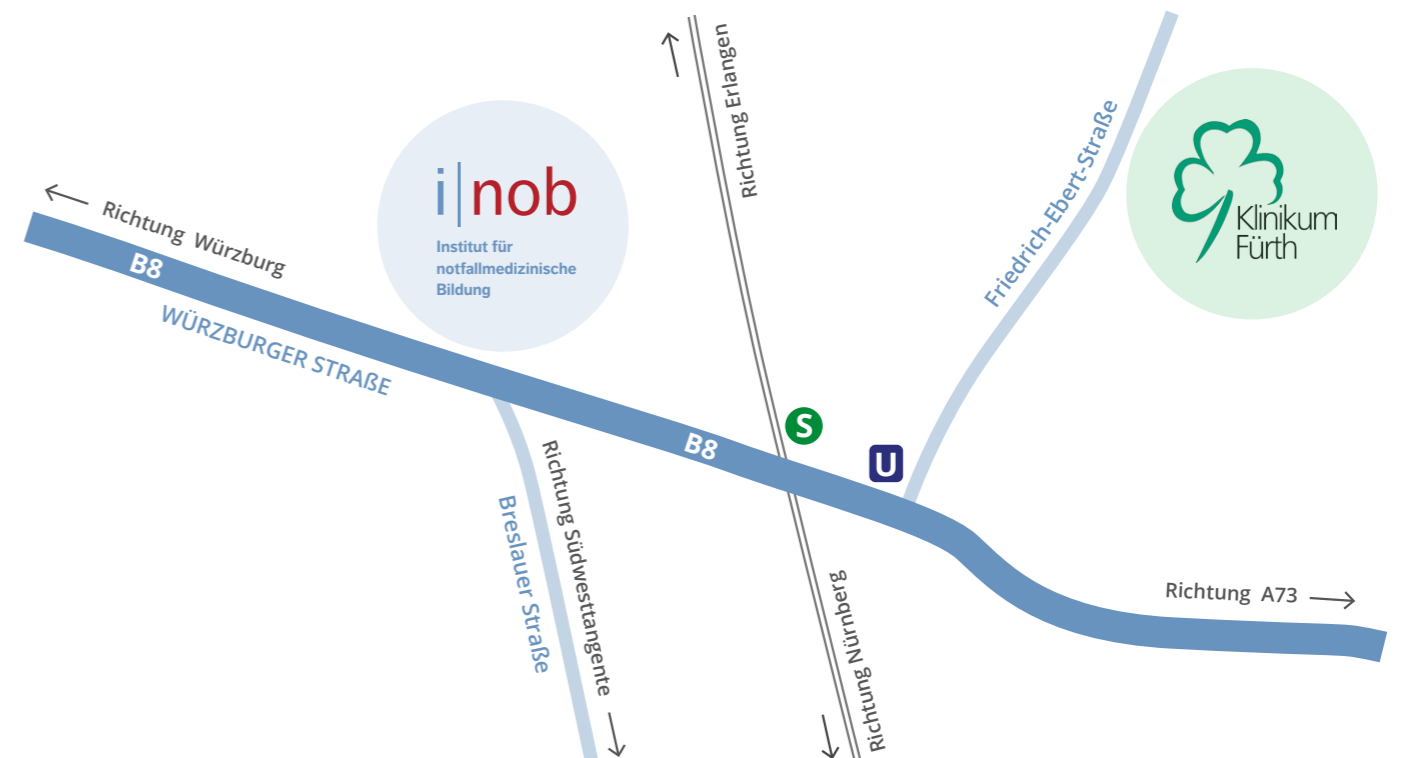 Richtung Erlangen
Friedrich-Ebert-Straße
Klinikum
Fürth
i|nob
Institut für
notfallmedizinische
Bildung
Richtung Würzburg
B8
WÜRZBURGER STRAßE
S
B8
U
Richtung Südwesttangente
Breslauer Straße
Richtung Nürnberg
Richtung A73